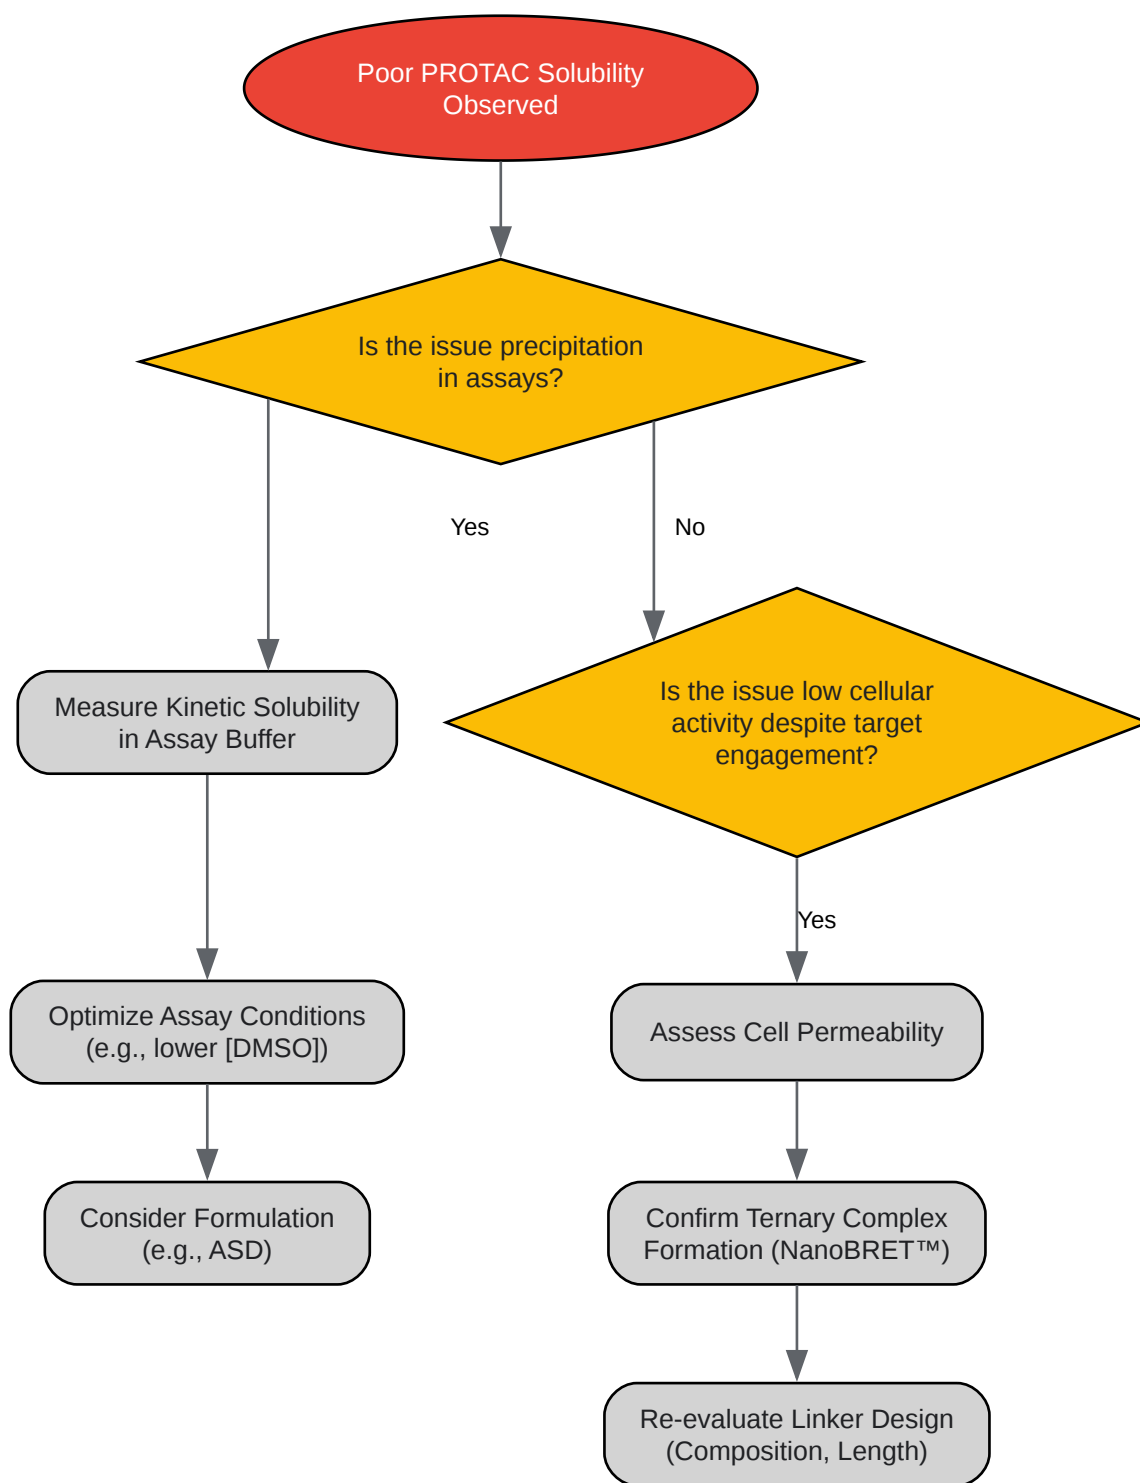 Poor PROTAC Solubility
Observed
Is the issue precipitation
in assays?
Yes
No
Measure Kinetic Solubility
in Assay Buffer
Is the issue low cellular
activity despite target
engagement?
Yes
Optimize Assay Conditions
(e.g., lower [DMSO])
Assess Cell Permeability
Consider Formulation
(e.g., ASD)
Confirm Ternary Complex
Formation (NanoBRET™)
Re-evaluate Linker Design
(Composition, Length)